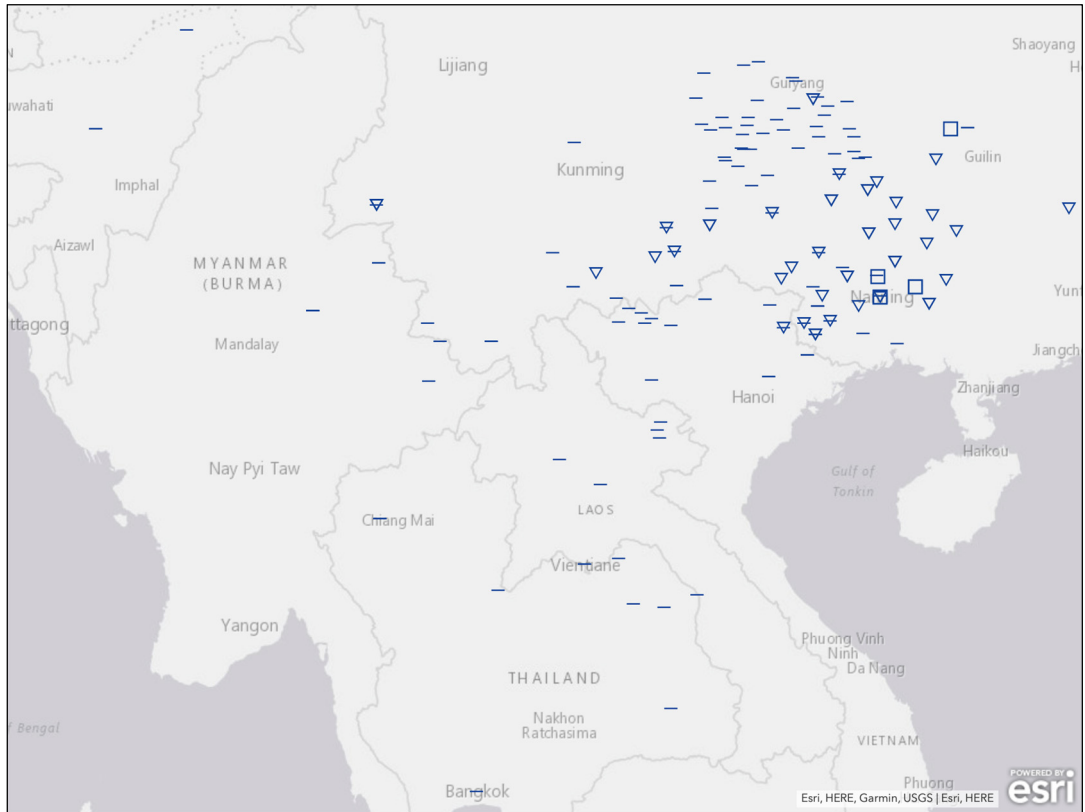 Shaoyang
Lijiang
Guiyang
H
N
uwahati
Kunming
Guilin
Imphal
Aizawl
MYANMAR
(BURMA)
Yunf
Nanning
ttagong
Mandalay
Jiangch
Zhanjiang
Hanoi
Haikou
Nay Pyi Taw
Gulf of
Tonkin
LAOS
Chiang Mai
Vientiane
Yangon
Phuong Vinh
Ninh
Da Nang
THAILAND
Nakhon
Ratchasima
f Bengal
VIETNAM
Phuong
Bangkok
POWERED BY
esri
Esri, HERE, Garmin, USGS | Esri, HERE